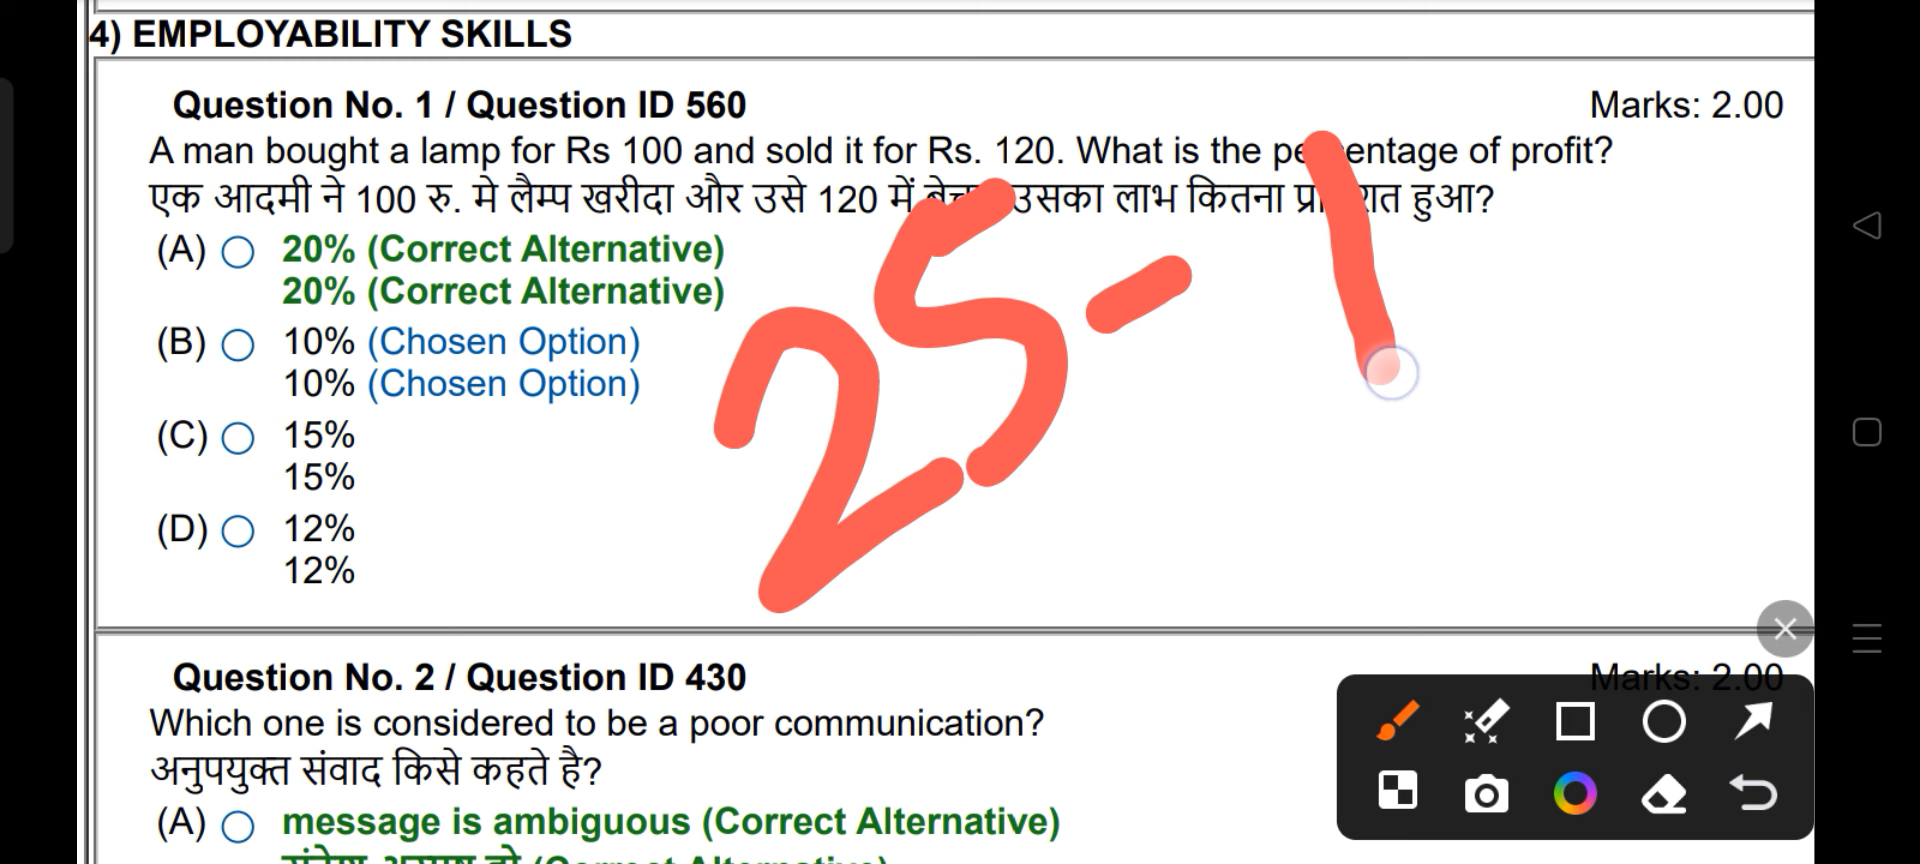 4) EMPLOYABILITY SKILLS
Question No. 1 / Question ID 560
Marks: 2.00
A man bought a lamp for Rs 100 and sold it for Rs. 120. What is the pe entage of profit?
एक आदमी ने 100 रु. मे लैम्प खरीदा और उसे 120 में उसका लाभ कितना हुआ?
(A) 20% (Correct Alternative)
20% (Correct Alternative)
(B) 10% (Chosen Option)
10% (Chosen Option)
(C) 15%
15%
(D) 12%
12%
25-1
Question No. 2 / Question ID 430
Marks: 2.00
Which one is considered to be a poor communication?
अनुपयुक्त संवाद किसे कहते है?
(A) message is ambiguous (Correct Alternative)